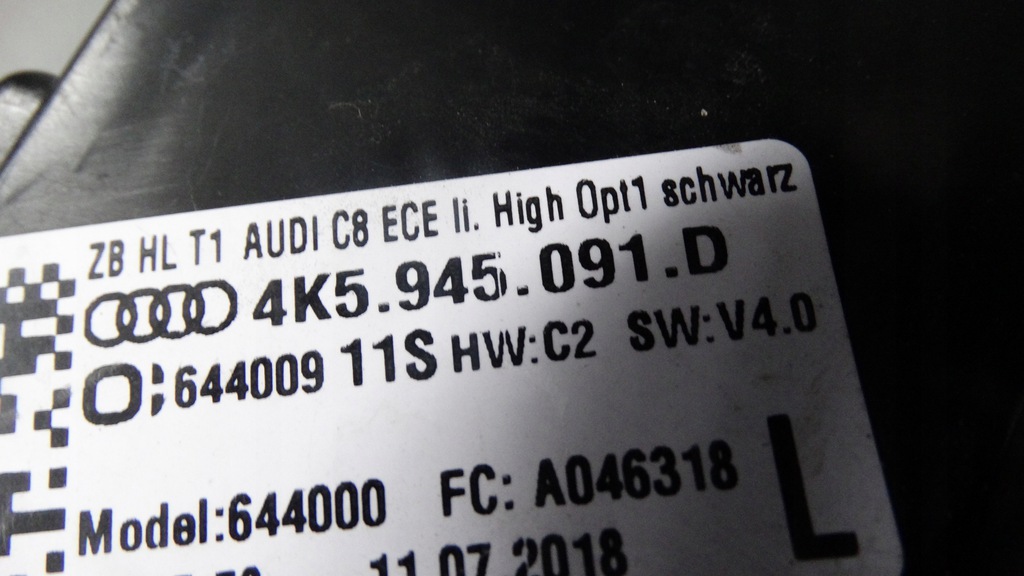 ZB HL T1 AUDI C8 ECE li. High Opt1 schwarz
4K5.945.091.D
644009 11S HW:C2 SW:V4.0
L
Model:644000 FC: A046318
11.07.2018